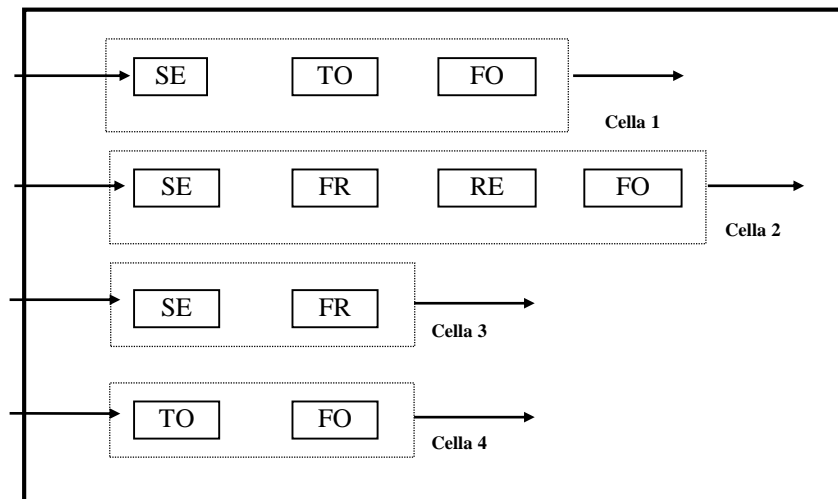 SE TO FO
Cella 1
SE FR RE FO
Cella 2
SE FR
Cella 3
TO FO
Cella 4